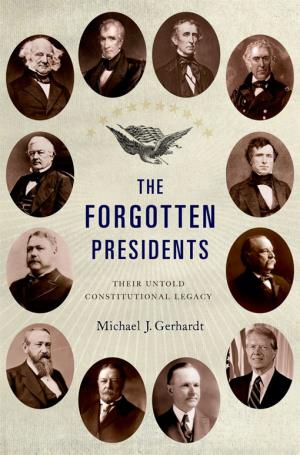 THE
FORGOTTEN
PRESIDENTS
THEIR UNTOLD
CONSTITUTIONAL LEGACY
Michael J. Gerhardt